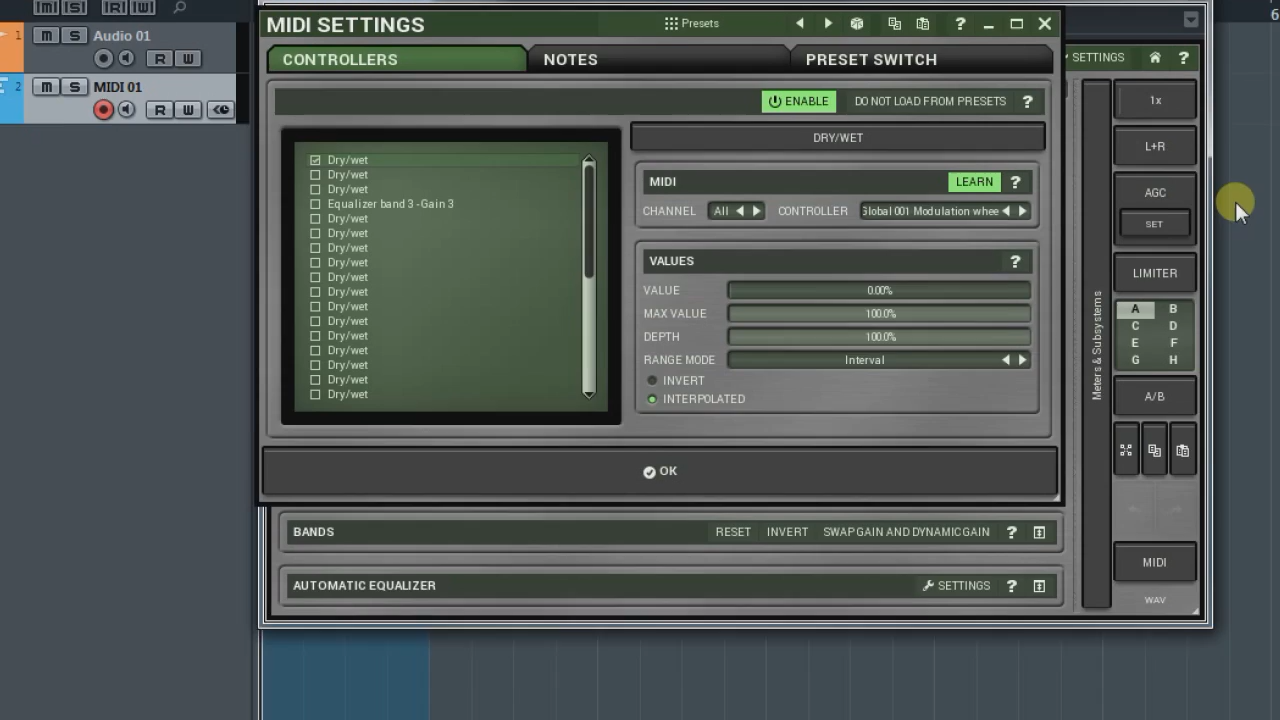 M S R W
6
MIDI SETTINGS Presets ?
1 M S Audio 01
R W
SETTINGS ?
CONTROLLERS NOTES PRESET SWITCH
2 M S MIDI 01
R W
ENABLE DO NOT LOAD FROM PRESETS ?
1x
DRY/WET
L+R
Dry/wet
Dry/wet
Dry/wet
Equalizer band 3 - Gain 3
Dry/wet
Dry/wet
Dry/wet
Dry/wet
Dry/wet
Dry/wet
Dry/wet
Dry/wet
Dry/wet
Dry/wet
Dry/wet
Dry/wet
Dry/wet
MIDI LEARN ?
CHANNEL All CONTROLLER Global 001 Modulation whee
VALUES ?
VALUE 0.00%
MAX VALUE 100.0%
DEPTH 100.0%
RANGE MODE Interval
INVERT
INTERPOLATED
OK
Meters & Subsystems
AGC
SET
LIMITER
A B
C D
E F
G H
A/B
BANDS RESET INVERT SWAP GAIN AND DYNAMIC GAIN ?
AUTOMATIC EQUALIZER SETTINGS ?
MIDI
WAV